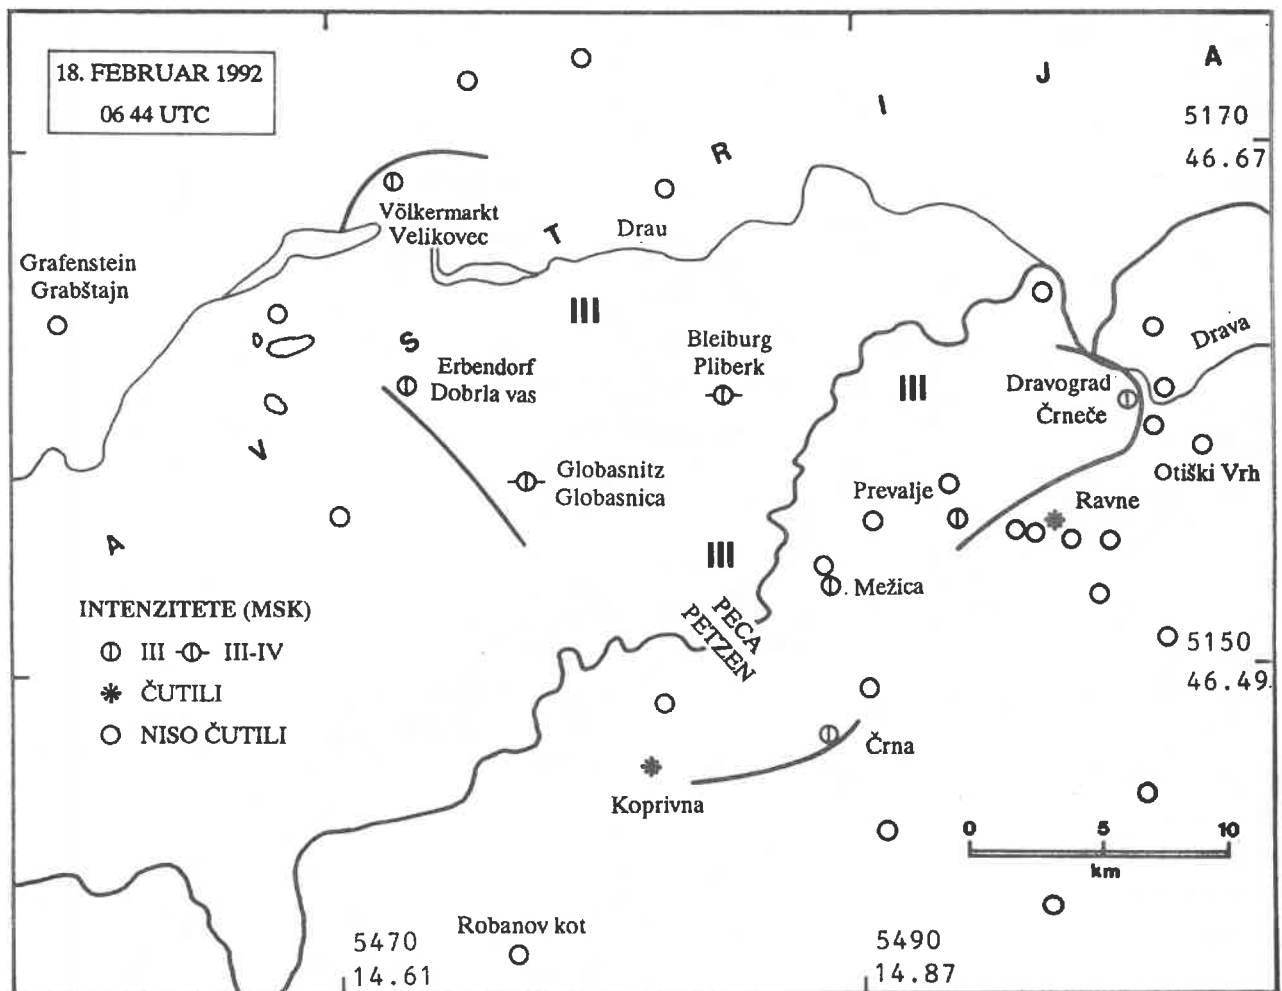 18. FEBRUAR 1992
06 44 UTC
A V S T R I J A
5170
46.67
Völkermarkt
Velikovec
Drau
Grafenstein
Grabštajn
III
Bleiburg
Pliberk
Erbendorf
Dobrla vas
III
Dravograd
Črneče
Drava
Otiški Vrh
Globasnitz
Globasnica
Prevalje
Ravne
III
Mežica
PECA
PETZEN
INTENZITETE (MSK)
III III-IV
ČUTILI
NISO ČUTILI
5150
46.49
Črna
Koprivna
0 5 10
km
Robanov kot
5470
14.61
5490
14.87